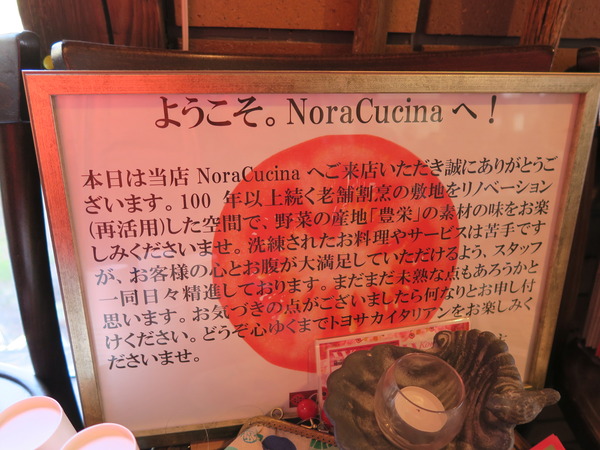 ようこそ。NoraCucinaへ！
本日は当店 NoraCucina へご来店いただき誠にありがとうご
ざいます。100 年以上続く老舗割烹の敷地をリノベーション
(再活用)した空間で、野菜の産地「豊栄」の素材の味をお楽
しみくださいませ。洗練されたお料理やサービスは苦手です
が、お客様の心とお腹が大満足していただけるよう、スタッフ
一同日々精進しております。まだまだ未熟な点もあろうかと
思います。お気づきの点がございましたら何なりとお申し付
けください。どうぞ心ゆくまでトヨサカイタリアンをお楽しみく
ださいませ。